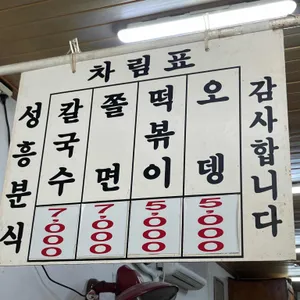 차림표
성흥분식
칼국수 7,000
쫄면 7,000
떡볶이 5,000
오뎅 5,000
감사합니다